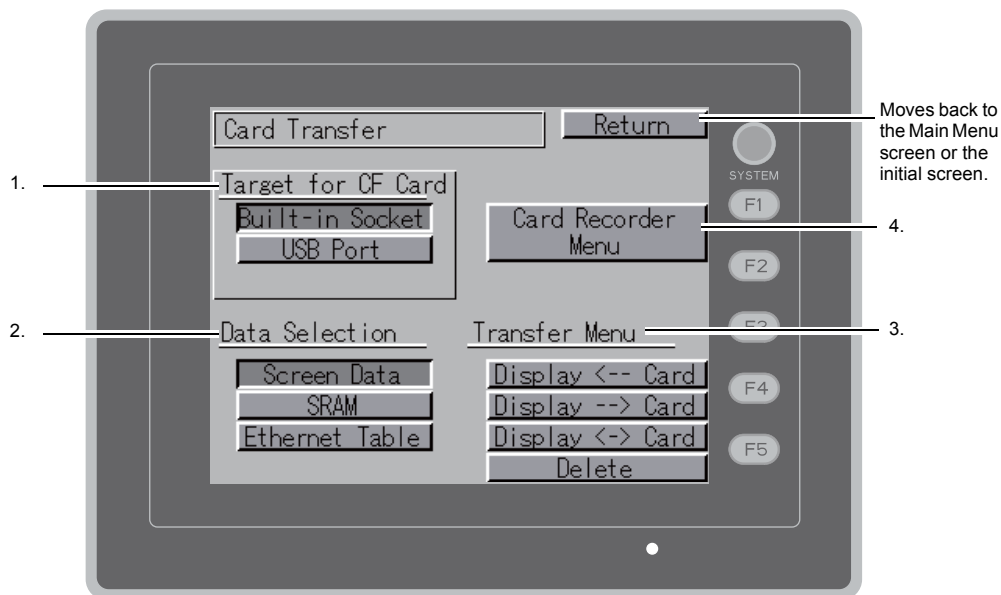 Card Transfer
Return
Moves back to
the Main Menu
screen or the
initial screen.
SYSTEM
1.
Target for CF Card
Built-in Socket
USB Port
Card Recorder
Menu
F1
4.
F2
2.
Data Selection
Transfer Menu
F3
3.
Screen Data
SRAM
Ethernet Table
Display <-- Card
Display --> Card
Display <-> Card
Delete
F4
F5